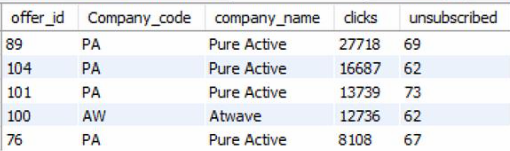 offer_id Company_code company_name clicks unsubscribed
89 PA Pure Active 27718 69
104 PA Pure Active 16687 62
101 PA Pure Active 13739 73
100 AW Atwave 12736 62
76 PA Pure Active 8108 67